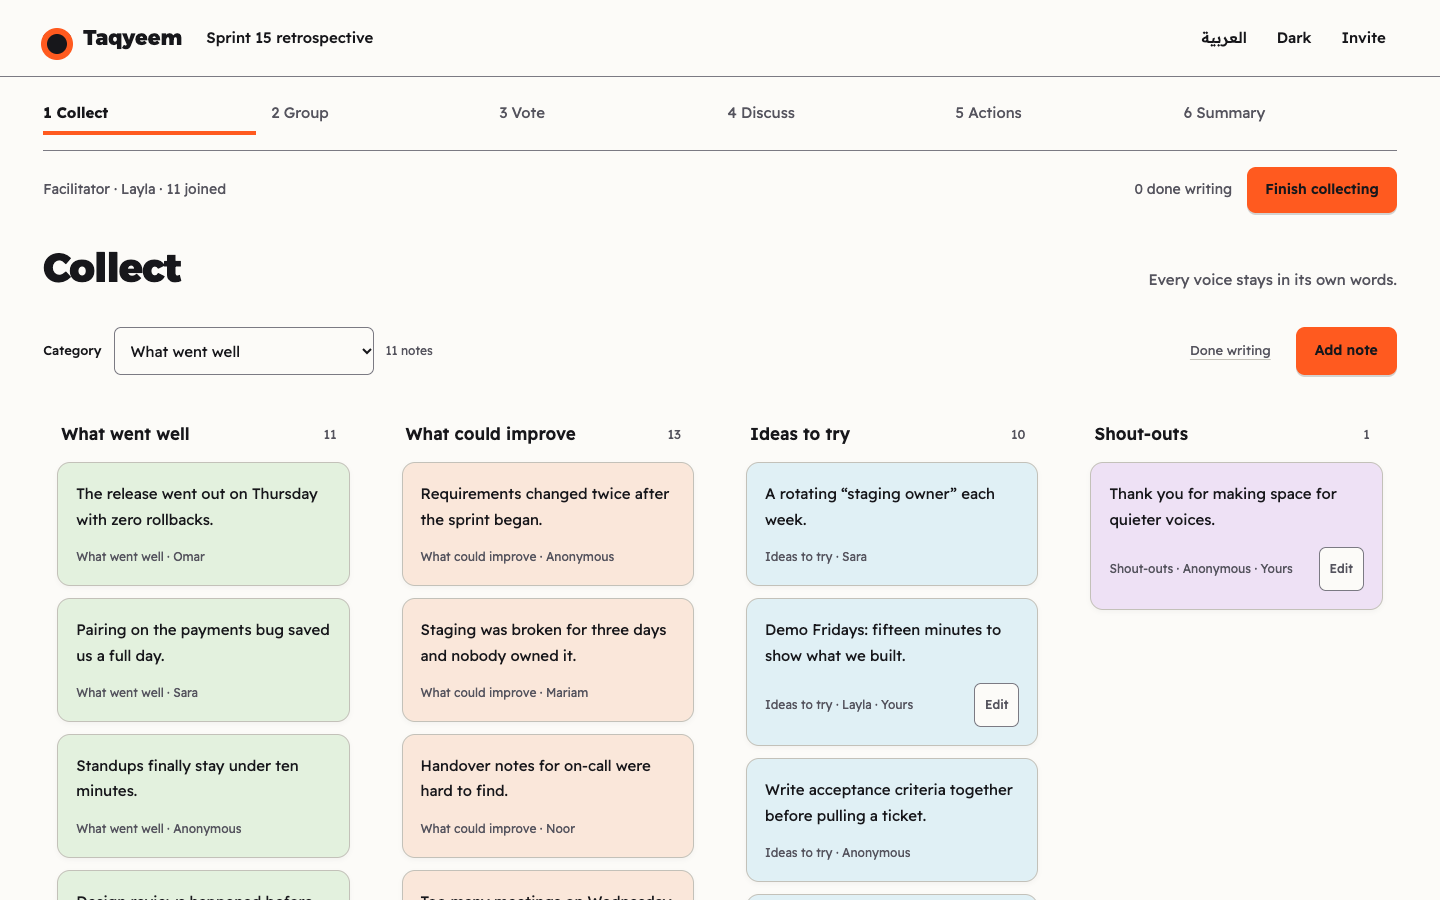 Taqyeem
Sprint 15 retrospective
العربية
Dark
Invite
1 Collect
2 Group
3 Vote
4 Discuss
5 Actions
6 Summary
Facilitator · Layla · 11 joined
0 done writing
Finish collecting
Collect
Every voice stays in its own words.
Category
What went well
11 notes
Done writing
Add note
What went well
11
The release went out on Thursday
with zero rollbacks.
What went well · Omar
Pairing on the payments bug saved
us a full day.
What went well · Sara
Standups finally stay under ten
minutes.
What went well · Anonymous
What could improve
13
Requirements changed twice after
the sprint began.
What could improve · Anonymous
Staging was broken for three days
and nobody owned it.
What could improve · Mariam
Handover notes for on-call were
hard to find.
What could improve · Noor
Ideas to try
10
A rotating “staging owner” each
week.
Ideas to try · Sara
Demo Fridays: fifteen minutes to
show what we built.
Ideas to try · Layla · Yours
Edit
Write acceptance criteria together
before pulling a ticket.
Ideas to try · Anonymous
Shout-outs
1
Thank you for making space for
quieter voices.
Shout-outs · Anonymous · Yours
Edit